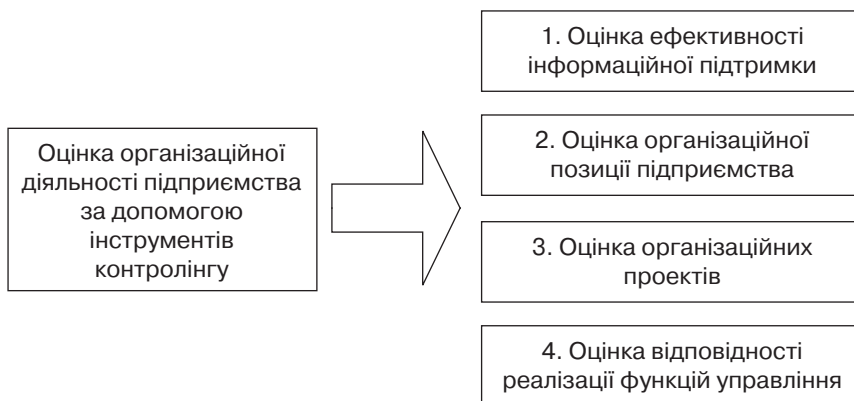 Оцінка організаційної
діяльності підприємства
за допомогою
інструментів
контролінгу
1. Оцінка ефективності
інформаційної підтримки
2. Оцінка організаційної
позиції підприємства
3. Оцінка організаційних
проектів
4. Оцінка відповідності
реалізації функцій управління